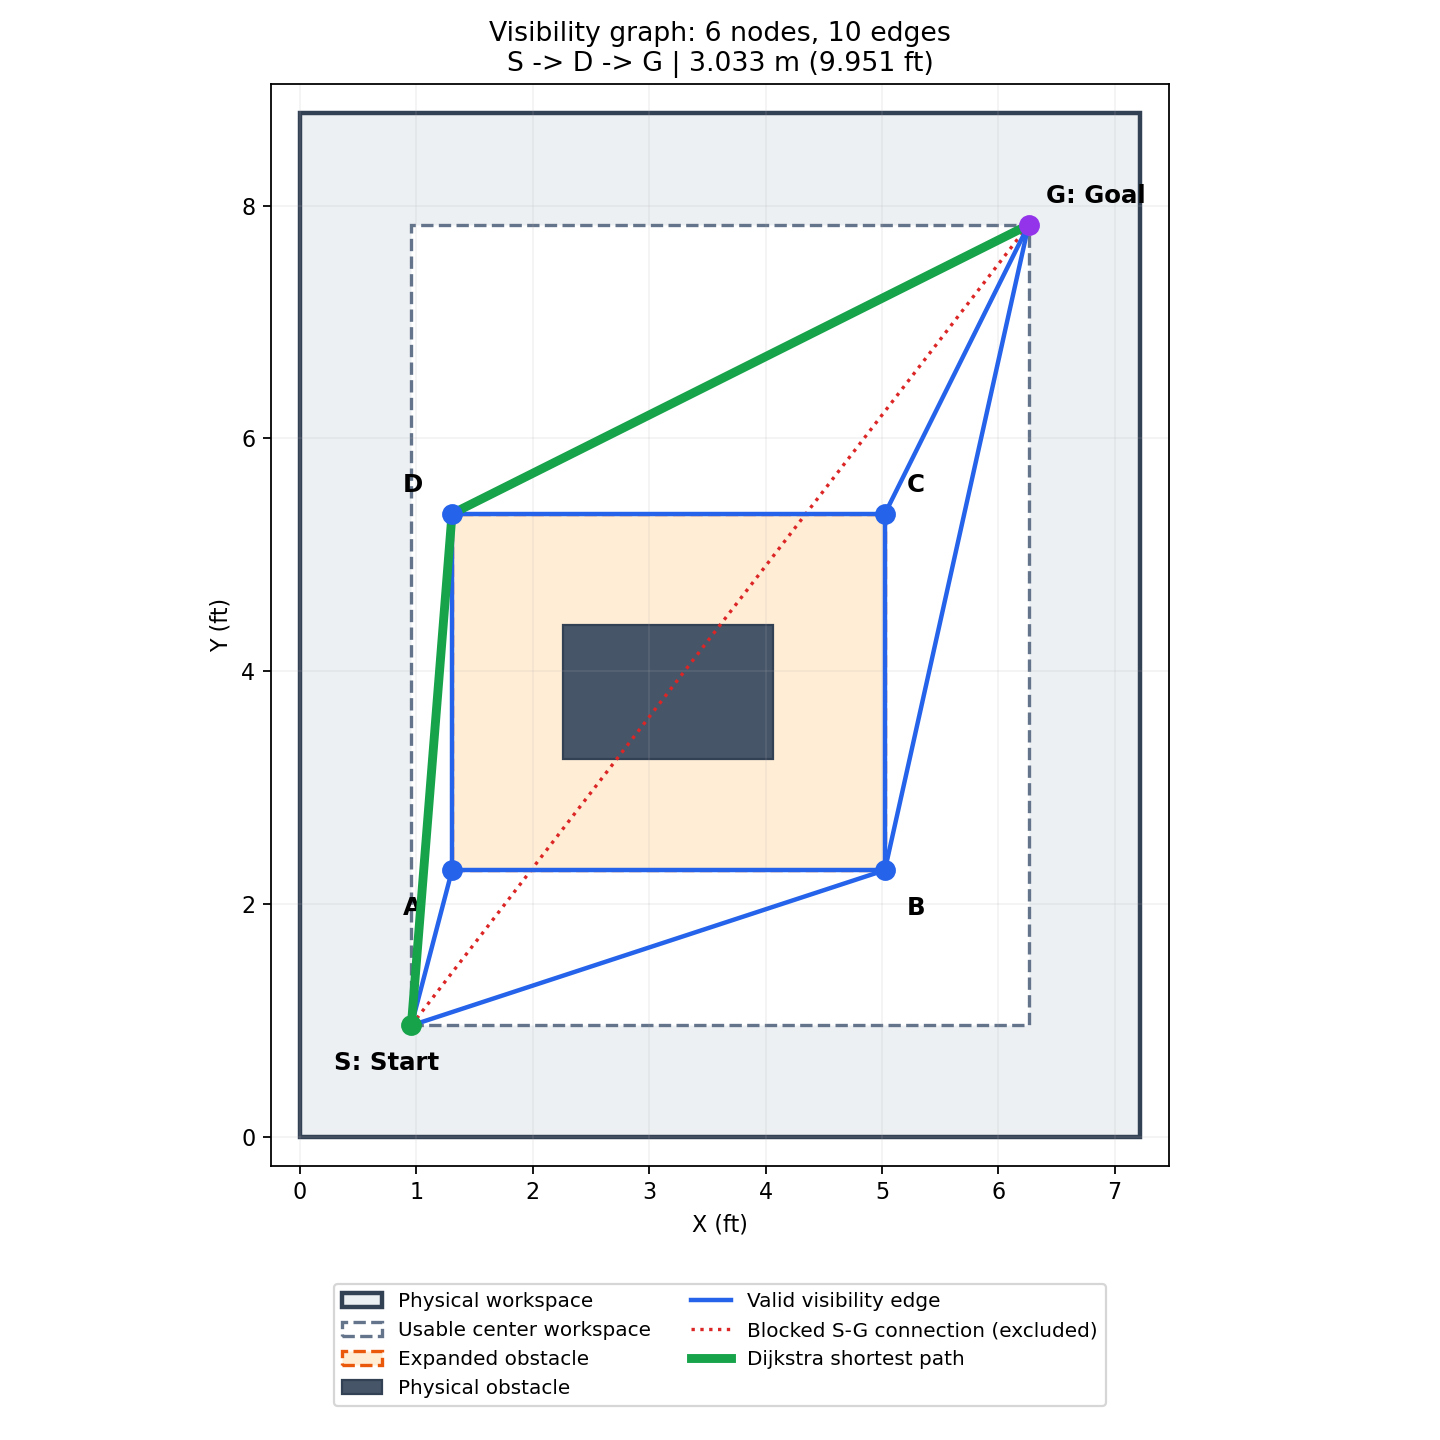 Visibility graph: 6 nodes, 10 edges
S -> D -> G | 3.033 m (9.951 ft)
G: Goal
8
6
D
C
Y (ft)
4
2
A
B
S: Start
0
0 1 2 3 4 5 6 7
X (ft)
Physical workspace
Usable center workspace
Expanded obstacle
Physical obstacle
Valid visibility edge
Blocked S-G connection (excluded)
Dijkstra shortest path